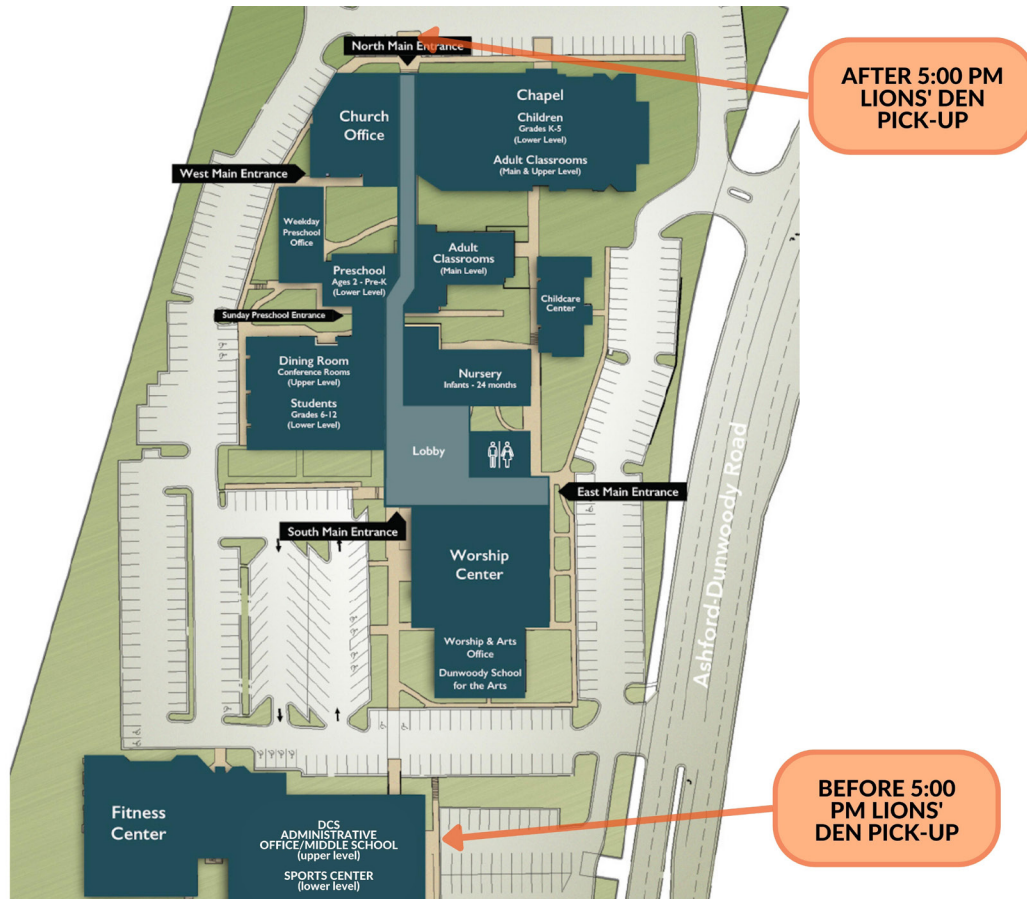 North Main Entrance
AFTER 5:00 PM
LIONS' DEN
PICK-UP
Church
Office
Chapel
Children
Grades K-5
(Lower Level)
Adult Classrooms
(Main & Upper Level)
West Main Entrance
Weekday
Preschool
Office
Preschool
Ages 2 - Pre-K
(Lower Level)
Adult
Classrooms
(Main Level)
Childcare
Center
Sunday Preschool Entrance
Dining Room
Conference Rooms
(Upper Level)
Students
Grades 6-12
(Lower Level)
Nursery
Infants - 24 months
Lobby
East Main Entrance
South Main Entrance
Ashford-Dunwoody Road
Worship
Center
Worship & Arts
Office
Dunwoody School
for the Arts
BEFORE 5:00
PM LIONS'
DEN PICK-UP
Fitness
Center
DCS
ADMINISTRATIVE
OFFICE/MIDDLE SCHOOL
(upper level)
SPORTS CENTER
(lower level)